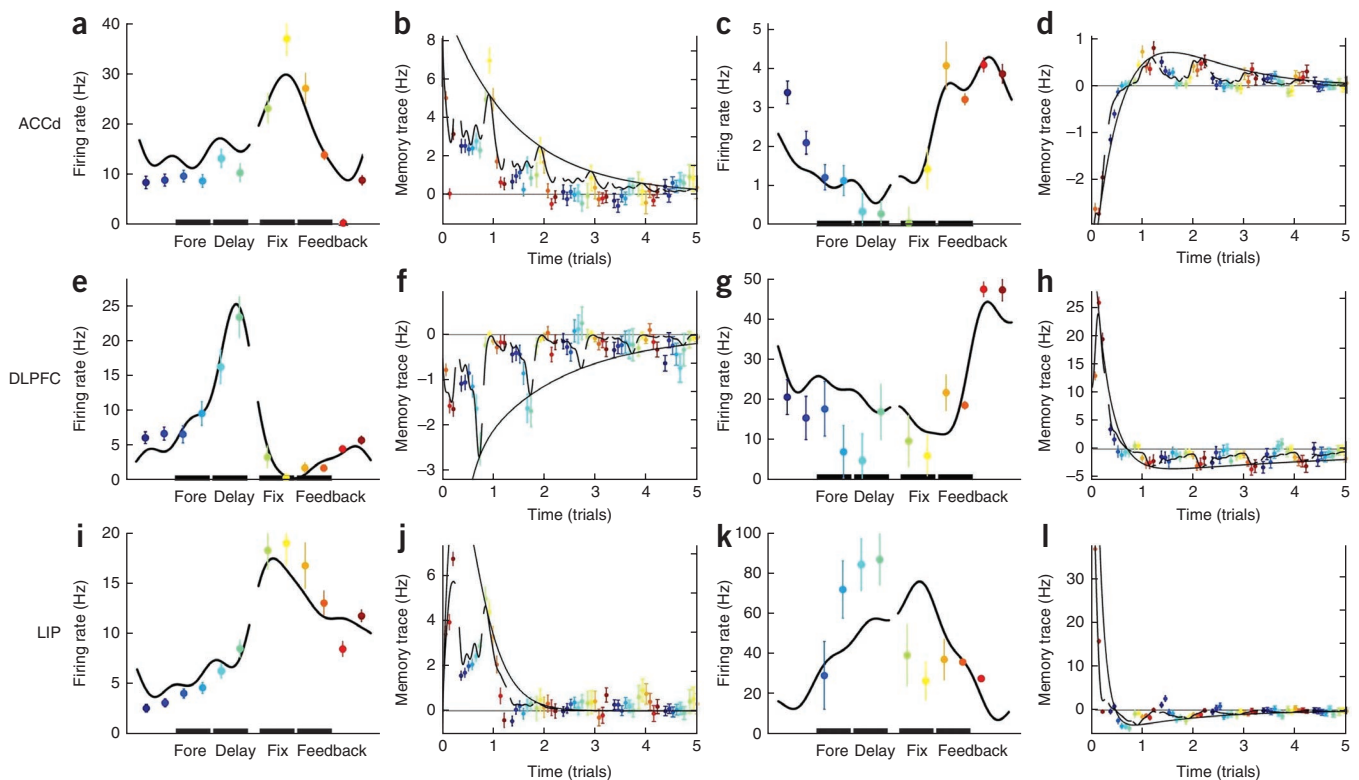 a b c d
ACCd
Firing rate (Hz)
40
30
20
10
0
Fore Delay Fix Feedback
Memory trace (Hz)
8
6
4
2
0
0 1 2 3 4 5
Time (trials)
Firing rate (Hz)
5
4
3
2
1
0
Fore Delay Fix Feedback
Memory trace (Hz)
1
0
−1
−2
0 1 2 3 4 5
Time (trials)
e f g h
DLPFC
Firing rate (Hz)
25
20
15
10
5
0
Fore Delay Fix Feedback
Memory trace (Hz)
0
−1
−2
−3
0 1 2 3 4 5
Time (trials)
Firing rate (Hz)
50
40
30
20
10
0
Fore Delay Fix Feedback
Memory trace (Hz)
25
20
15
10
5
0
−5
0 1 2 3 4 5
Time (trials)
i j k l
LIP
Firing rate (Hz)
20
15
10
5
0
Fore Delay Fix Feedback
Memory trace (Hz)
6
4
2
0
0 1 2 3 4 5
Time (trials)
Firing rate (Hz)
100
80
60
40
20
0
Fore Delay Fix Feedback
Memory trace (Hz)
30
20
10
0
0 1 2 3 4 5
Time (trials)